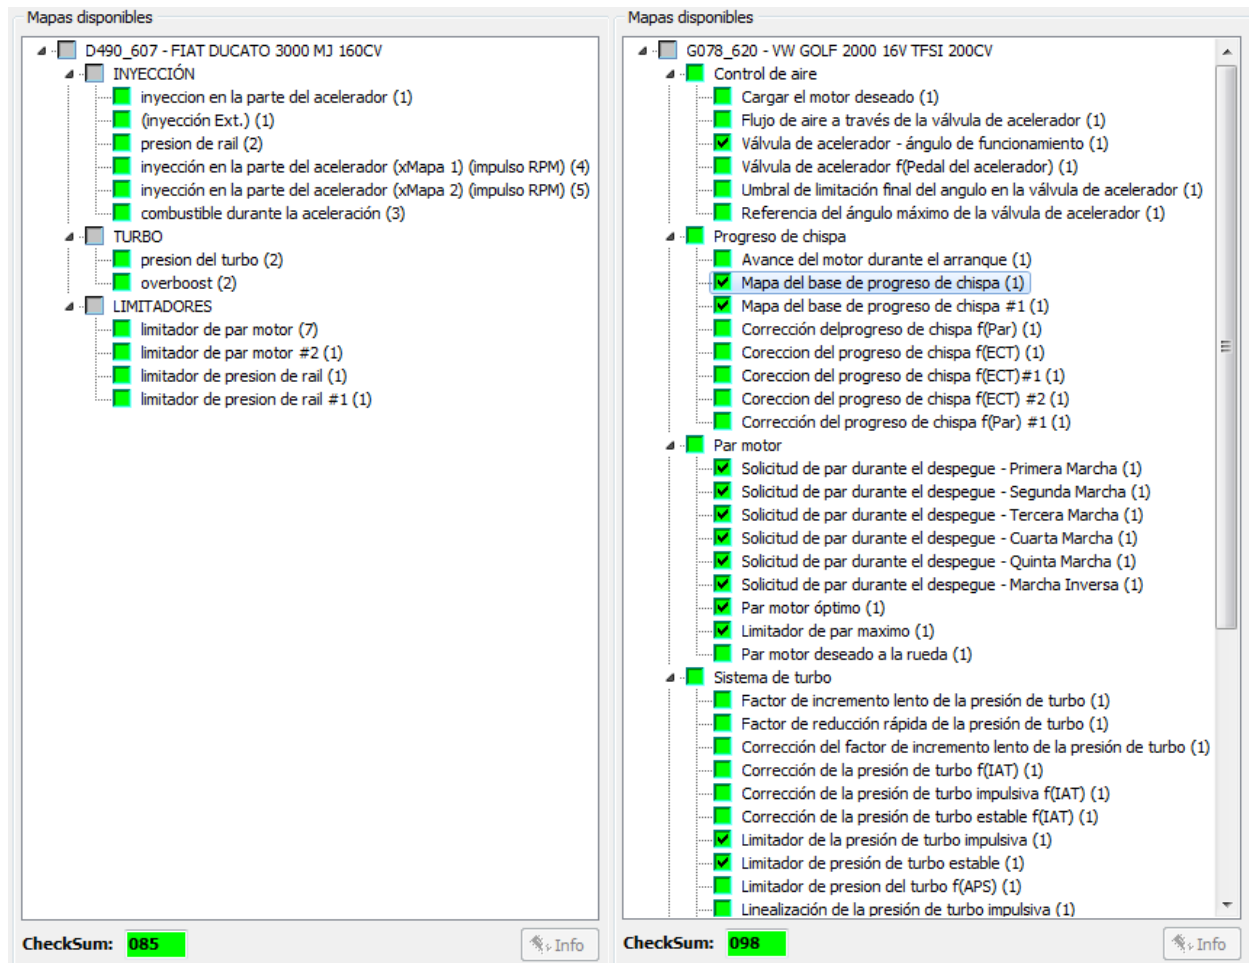 Mapas disponibles
D490_607 - FIAT DUCATO 3000 MJ 160CV
INYECCIÓN
inyeccion en la parte del acelerador (1)
(inyección Ext.) (1)
presion de rail (2)
inyección en la parte del acelerador (xMapa 1) (impulso RPM) (4)
inyección en la parte del acelerador (xMapa 2) (impulso RPM) (5)
combustible durante la aceleración (3)
TURBO
presion del turbo (2)
overboost (2)
LIMITADORES
limitador de par motor (7)
limitador de par motor #2 (1)
limitador de presion de rail (1)
limitador de presion de rail #1 (1)
CheckSum: 085
Info
Mapas disponibles
G078_620 - VW GOLF 2000 16V TFSI 200CV
Control de aire
Cargar el motor deseado (1)
Flujo de aire a través de la válvula de acelerador (1)
Válvula de acelerador - ángulo de funcionamiento (1)
Válvula de acelerador f(Pedal del acelerador) (1)
Umbral de limitación final del angulo en la válvula de acelerador (1)
Referencia del ángulo máximo de la válvula de acelerador (1)
Progreso de chispa
Avance del motor durante el arranque (1)
Mapa del base de progreso de chispa (1)
Mapa del base de progreso de chispa #1 (1)
Corrección delprogreso de chispa f(Par) (1)
Coreccion del progreso de chispa f(ECT) (1)
Coreccion del progreso de chispa f(ECT)#1 (1)
Coreccion del progreso de chispa f(ECT) #2 (1)
Corrección del progreso de chispa f(Par) #1 (1)
Par motor
Solicitud de par durante el despegue - Primera Marcha (1)
Solicitud de par durante el despegue - Segunda Marcha (1)
Solicitud de par durante el despegue - Tercera Marcha (1)
Solicitud de par durante el despegue - Cuarta Marcha (1)
Solicitud de par durante el despegue - Quinta Marcha (1)
Solicitud de par durante el despegue - Marcha Inversa (1)
Par motor óptimo (1)
Limitador de par maximo (1)
Par motor deseado a la rueda (1)
Sistema de turbo
Factor de incremento lento de la presión de turbo (1)
Factor de reducción rápida de la presión de turbo (1)
Corrección del factor de incremento lento de la presión de turbo (1)
Corrección de la presión de turbo f(IAT) (1)
Corrección de la presión de turbo impulsiva f(IAT) (1)
Corrección de la presión de turbo estable f(IAT) (1)
Limitador de la presión de turbo impulsiva (1)
Limitador de presión de turbo estable (1)
Limitador de presion del turbo f(APS) (1)
Linealización de la presión de turbo impulsiva (1)
CheckSum: 098
Info